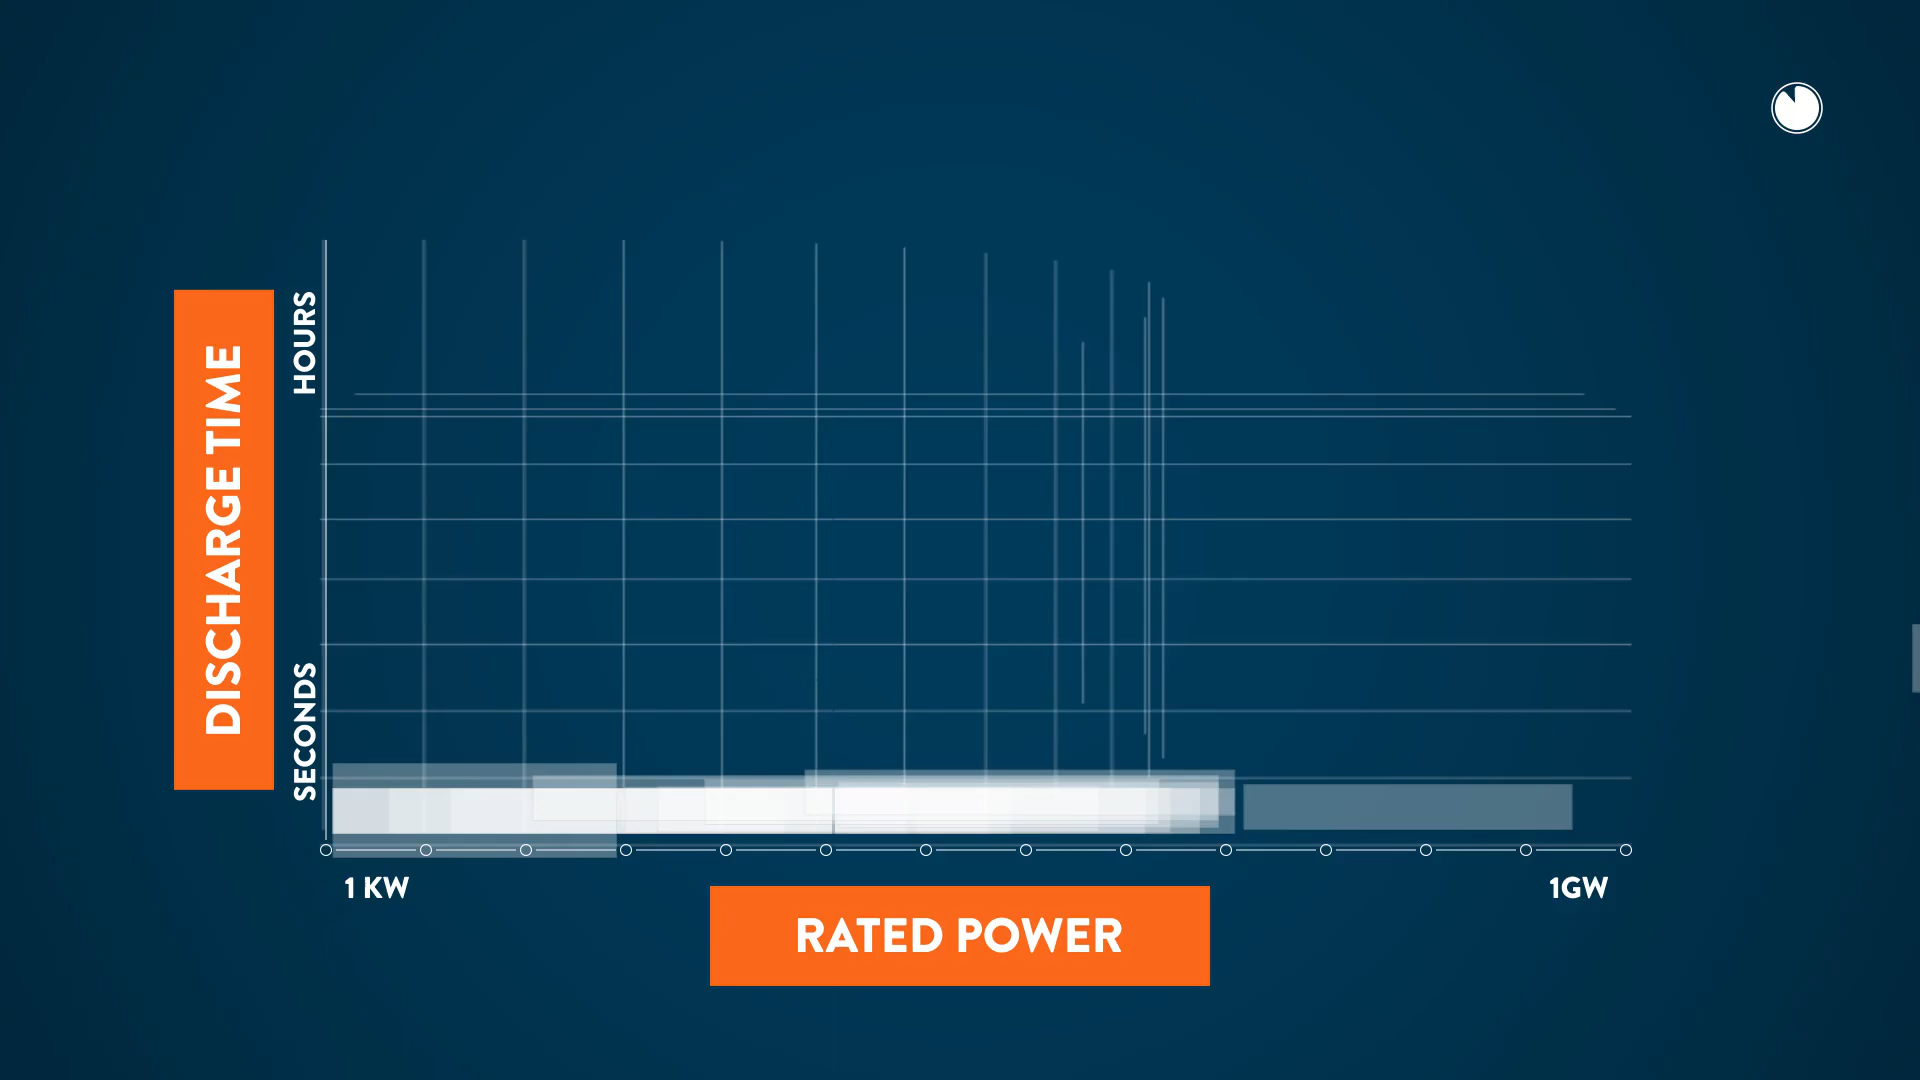 HOURS
DISCHARGE TIME
SECONDS
1 KW
1GW
RATED POWER